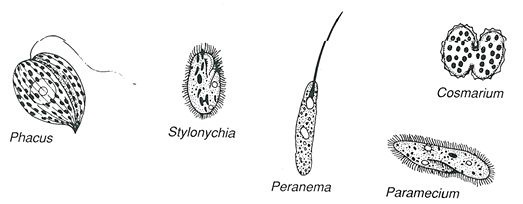 Phacus
Stylonychia
Peranema
Cosmarium
Paramecium